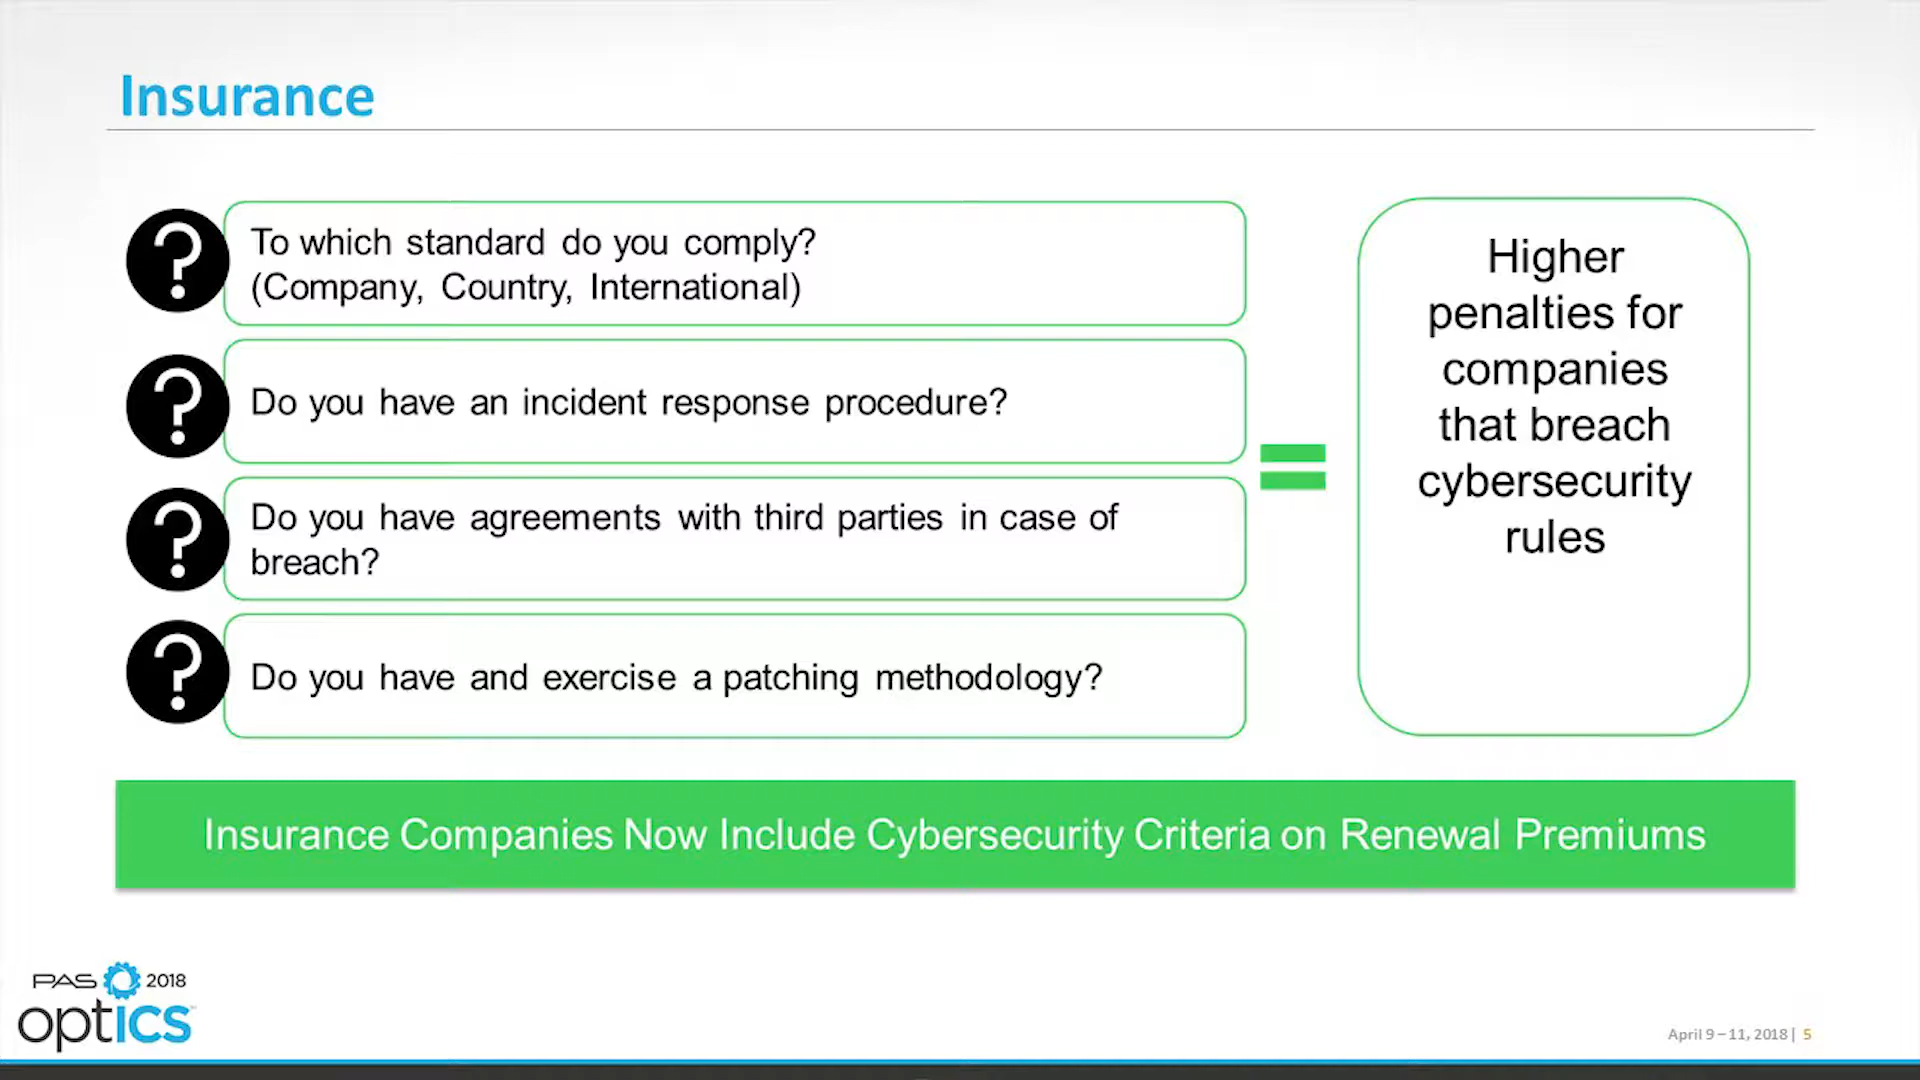 Insurance
To which standard do you comply?
(Company, Country, International)
Do you have an incident response procedure?
Do you have agreements with third parties in case of
breach?
Do you have and exercise a patching methodology?
Higher
penalties for
companies
that breach
cybersecurity
rules
Insurance Companies Now Include Cybersecurity Criteria on Renewal Premiums
PAS 2018
optICS
April 9 – 11, 2018 | 5